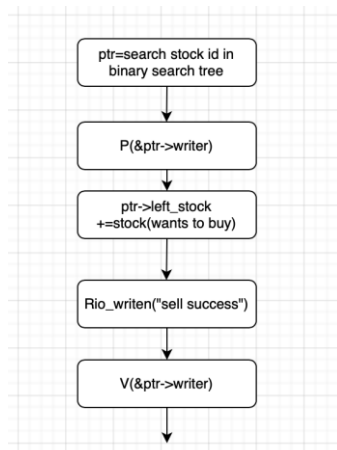 ptr=search stock id in
binary search tree
P(&ptr->writer)
ptr->left_stock
+=stock(wants to buy)
Rio_writen("sell success")
V(&ptr->writer)